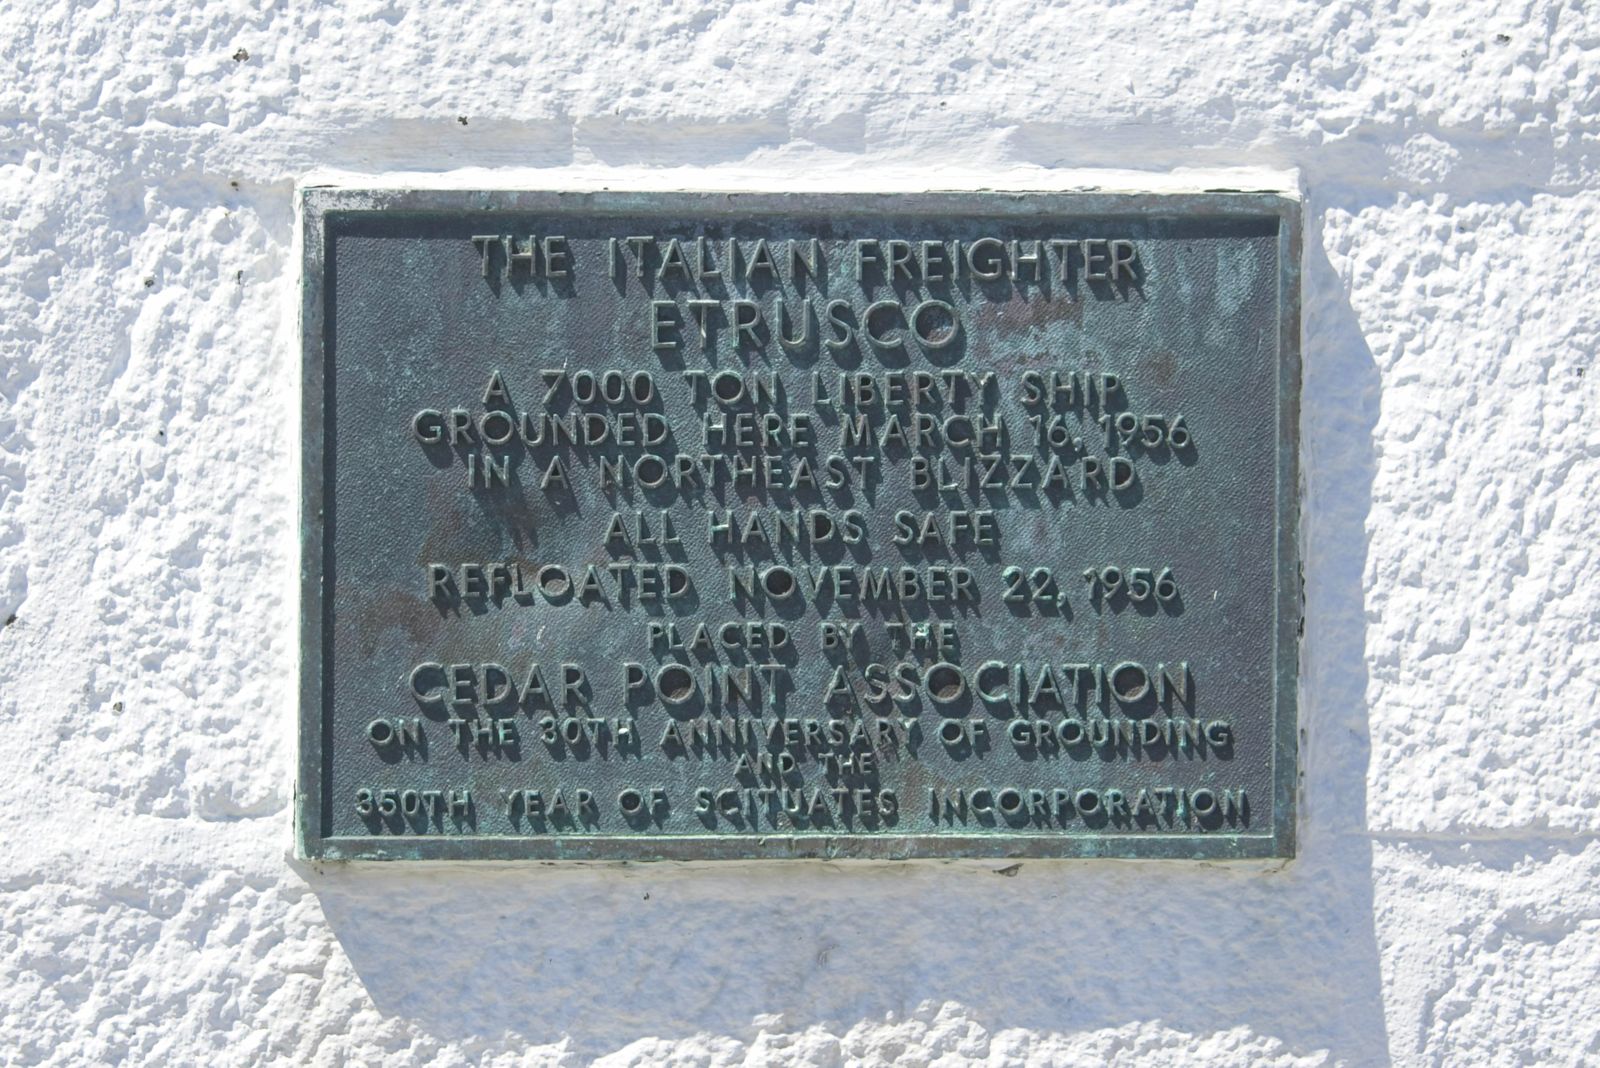 THE ITALIAN FREIGHTER
ETRUSCO
A 7000 TON LIBERTY SHIP
GROUNDED HERE MARCH 16, 1956
IN A NORTHEAST BLIZZARD
ALL HANDS SAFE
REFLOATED NOVEMBER 22, 1956
PLACED BY THE
CEDAR POINT ASSOCIATION
ON THE 30TH ANNIVERSARY OF GROUNDING
AND THE
350TH YEAR OF SCITUATES INCORPORATION